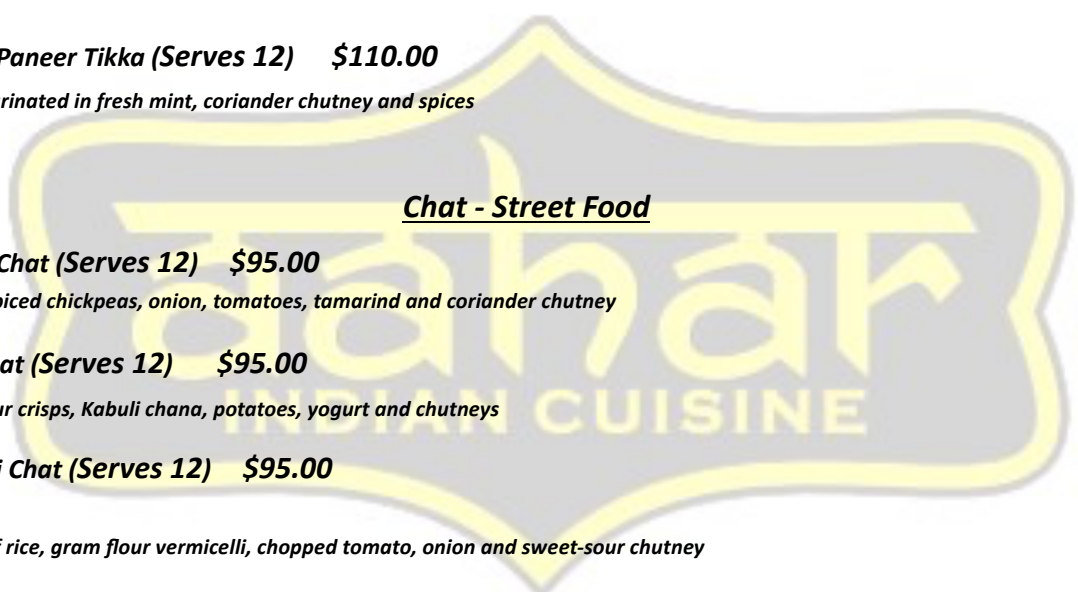 Paneer Tikka (Serves 12) $110.00
rinated in fresh mint, coriander chutney and spices
Chat - Street Food
Chat (Serves 12) $95.00
piced chickpeas, onion, tomatoes, tamarind and coriander chutney
at (Serves 12) $95.00
ur crisps, Kabuli chana, potatoes, yogurt and chutneys
i Chat (Serves 12) $95.00
f rice, gram flour vermicelli, chopped tomato, onion and sweet-sour chutney
aahar
INDIAN CUISINE